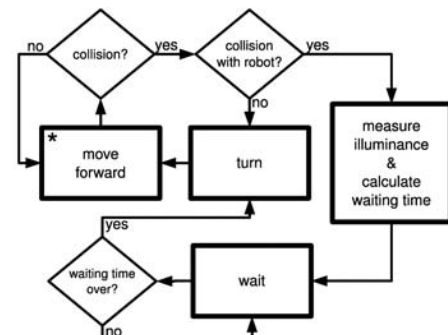 no
collision?
yes
collision
with robot?
yes
no
*
move
forward
turn
measure
illuminance
&
calculate
waiting time
yes
waiting time
over?
wait
no